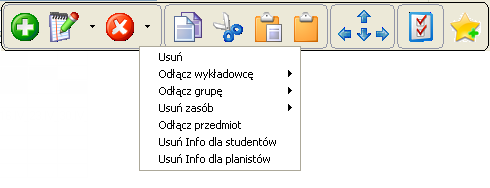 Usuń
Odłącz wykładowcę
Odłącz grupę
Usuń zasób
Odłącz przedmiot
Usuń Info dla studentów
Usuń Info dla planistów